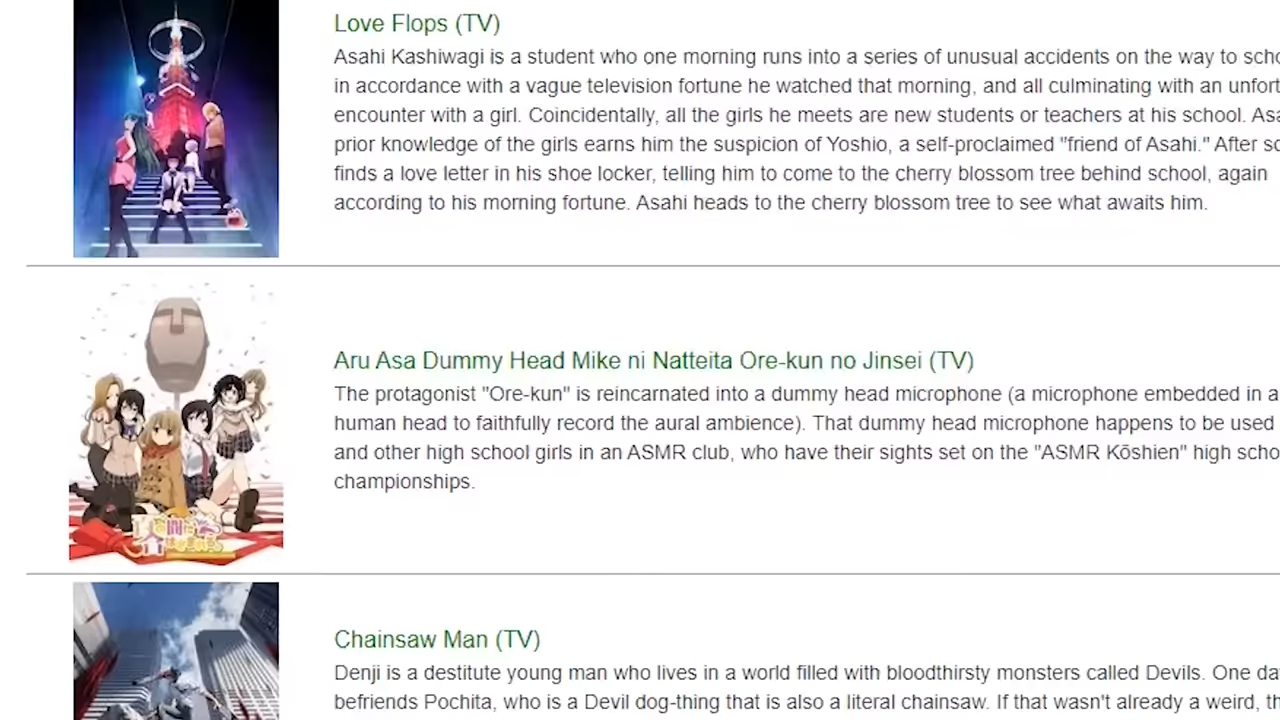 Love Flops (TV)
Asahi Kashiwagi is a student who one morning runs into a series of unusual accidents on the way to
in accordance with a vague television fortune he watched that morning, and all culminating with an
encounter with a girl. Coincidentally, all the girls he meets are new students or teachers at his school.
prior knowledge of the girls earns him the suspicion of Yoshio, a self-proclaimed "friend of Asahi." After
finds a love letter in his shoe locker, telling him to come to the cherry blossom tree behind school, again
according to his morning fortune. Asahi heads to the cherry blossom tree to see what awaits him.
Aru Asa Dummy Head Mike ni Natteita Ore-kun no Jinsei (TV)
The protagonist "Ore-kun" is reincarnated into a dummy head microphone (a microphone embedded in a
human head to faithfully record the aural ambience). That dummy head microphone happens to be used
and other high school girls in an ASMR club, who have their sights set on the "ASMR Kōshien" high
championships.
Chainsaw Man (TV)
Denji is a destitute young man who lives in a world filled with bloodthirsty monsters called Devils. One
befriends Pochita, who is a Devil dog-thing that is also a literal chainsaw. If that wasn't already a weird,